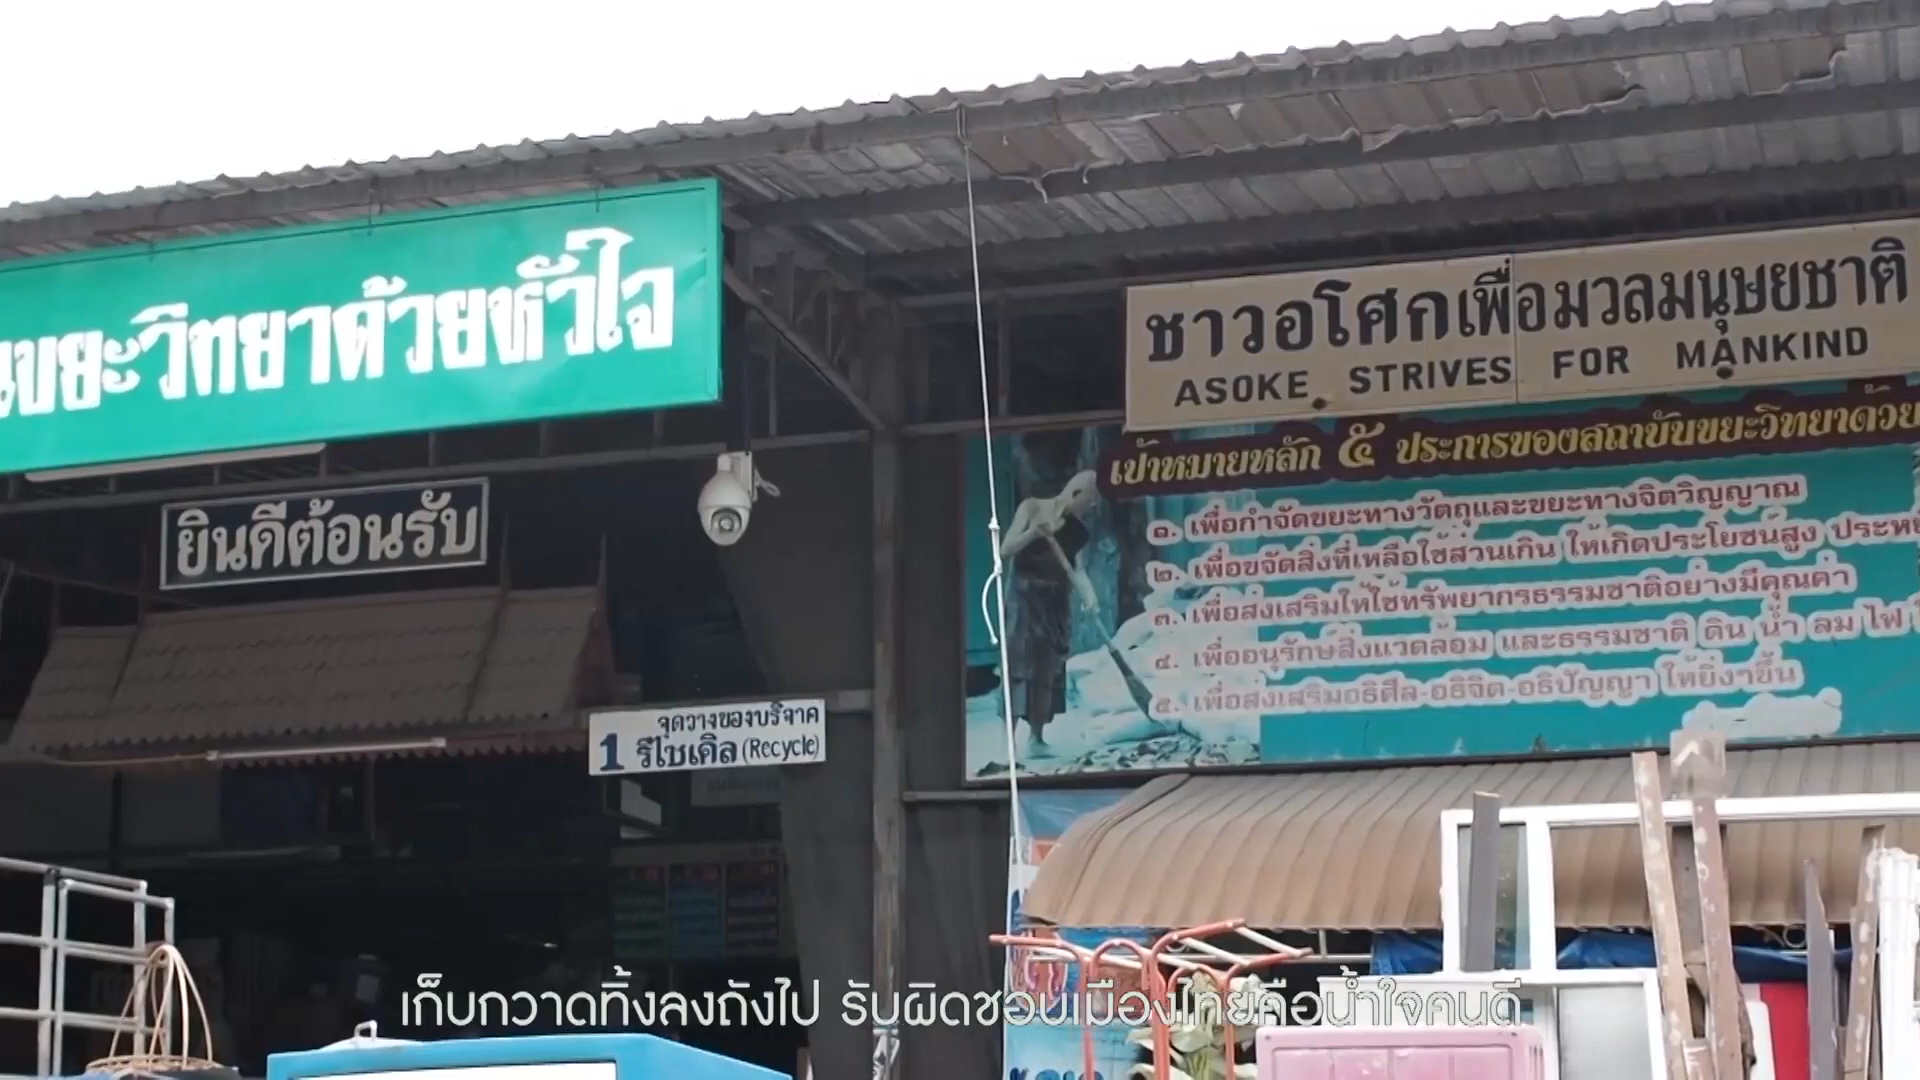 ขยะวิทยาด้วยหัวใจ
ยินดีต้อนรับ
จุดวางของบริจาค
1 รีไซเคิล (Recycle)
ชาวอโศกเพื่อมวลมนุษยชาติ
ASOKE STRIVES FOR MANKIND
เป้าหมายหลัก ๕ ประการของสถาบันขยะวิทยาด้วย
๑. เพื่อกำจัดขยะทางวัตถุและขยะทางจิตวิญญาณ
๒. เพื่อขจัดสิ่งที่เหลือใช้ส่วนเกิน ให้เกิดประโยชน์สูง ประหยั
๓. เพื่อส่งเสริมให้ใช้ทรัพยากรธรรมชาติอย่างมีคุณค่า
๔. เพื่ออนุรักษ์สิ่งแวดล้อม และธรรมชาติ ดิน น้ำ ลม ไฟ
๕. เพื่อส่งเสริมอธิศีล-อธิจิต-อธิปัญญา ให้ยิ่งๆขึ้น
เก็บกวาดทิ้งลงถังไป รับผิดชอบเมืองไทยคือน้ำใจคนดี